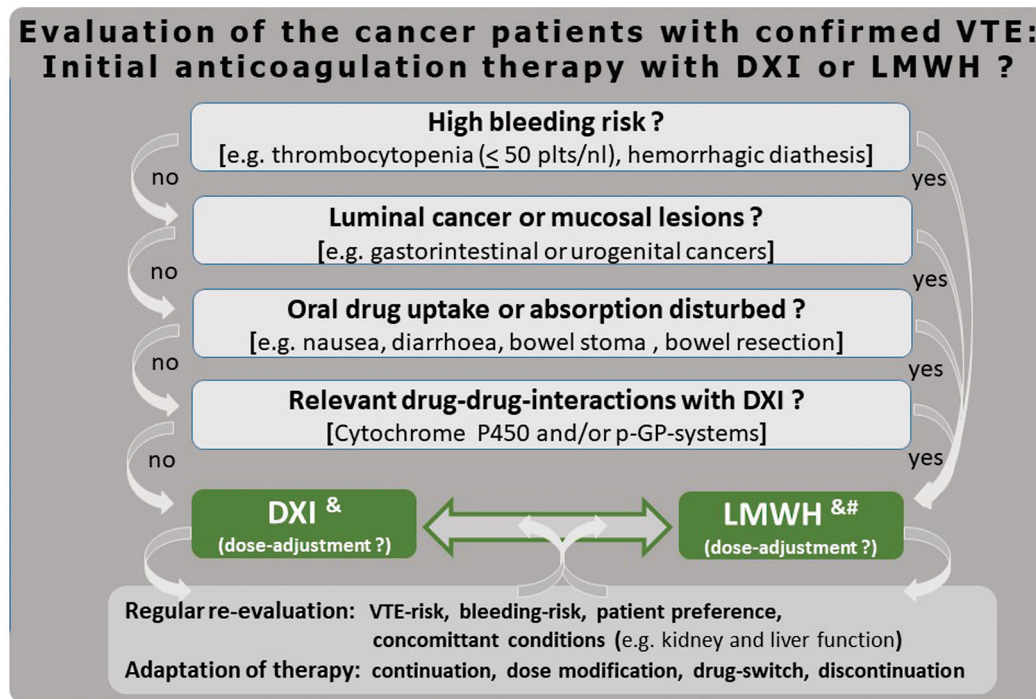 Evaluation of the cancer patients with confirmed VTE:
Initial anticoagulation therapy with DXI or LMWH ?
High bleeding risk ?
[e.g. thrombocytopenia (≤ 50 plts/nl), hemorrhagic diathesis]
no
yes
Luminal cancer or mucosal lesions ?
[e.g. gastorintestinal or urogenital cancers]
no
yes
Oral drug uptake or absorption disturbed ?
[e.g. nausea, diarrhoea, bowel stoma , bowel resection]
no
yes
Relevant drug-drug-interactions with DXI ?
[Cytochrome P450 and/or p-GP-systems]
no
yes
DXI &
(dose-adjustment ?)
LMWH &#
(dose-adjustment ?)
Regular re-evaluation: VTE-risk, bleeding-risk, patient preference,
concomittant conditions (e.g. kidney and liver function)
Adaptation of therapy: continuation, dose modification, drug-switch, discontinuation